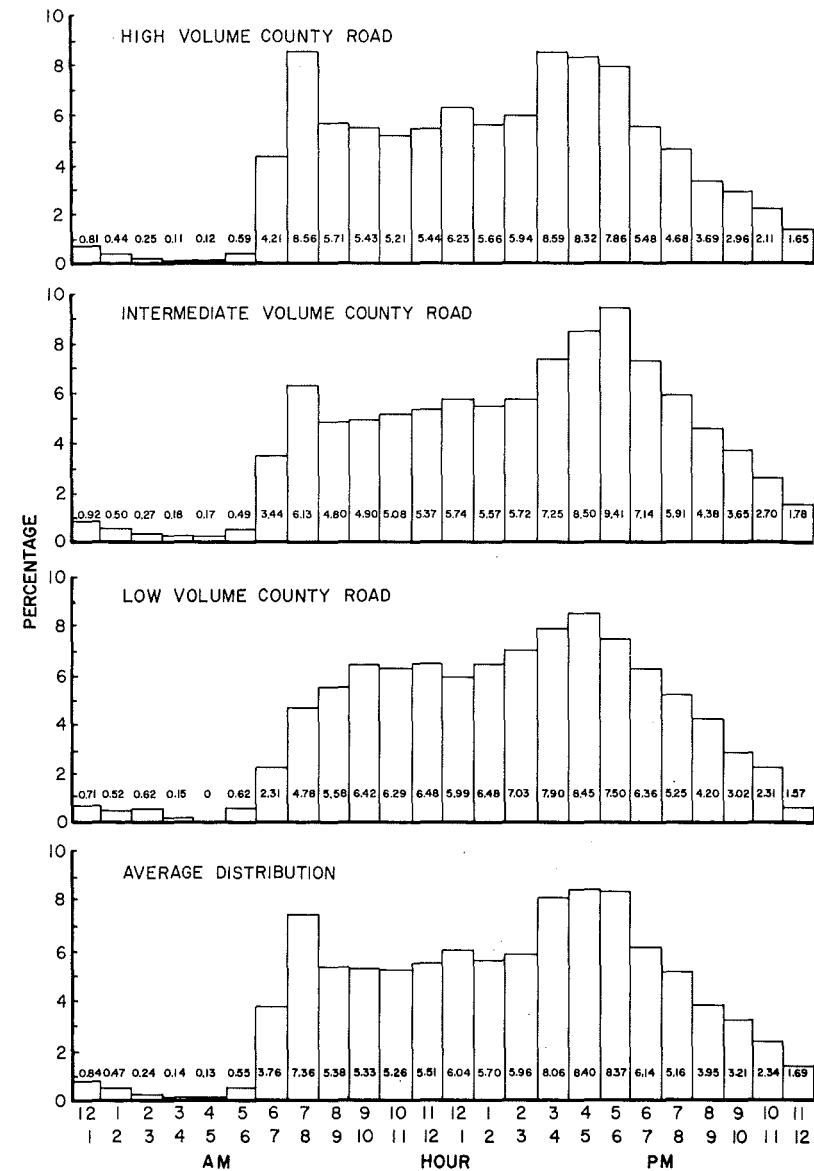 10
HIGH VOLUME COUNTY ROAD
8
6
4
2
0.81 0.44 0.25 0.11 0.12 0.59 4.21 8.56 5.71 5.43 5.21 5.44 6.23 5.66 5.94 8.59 8.32 7.86 5.48 4.68 3.69 2.96 2.11 1.65
0
10
INTERMEDIATE VOLUME COUNTY ROAD
8
6
4
2
0.92 0.50 0.27 0.18 0.17 0.49 3.44 6.13 4.80 4.90 5.08 5.37 5.74 5.57 5.72 7.25 8.50 9.41 7.14 5.91 4.38 3.65 2.70 1.78
0
PERCENTAGE
10
LOW VOLUME COUNTY ROAD
8
6
4
2
0.71 0.52 0.62 0.15 0 0.62 2.31 4.78 5.58 6.42 6.29 6.48 5.99 6.48 7.03 7.90 8.45 7.50 6.36 5.25 4.20 3.02 2.31 1.57
0
10
AVERAGE DISTRIBUTION
8
6
4
2
0.84 0.47 0.24 0.14 0.13 0.55 3.76 7.36 5.38 5.33 5.26 5.51 6.04 5.70 5.96 8.06 8.40 8.37 6.14 5.16 3.95 3.21 2.34 1.69
0
12 1 2 3 4 5 6 7 8 9 10 11 12 1 2 3 4 5 6 7 8 9 10 11
1 2 3 4 5 6 7 8 9 10 11 12 1 2 3 4 5 6 7 8 9 10 11 12
AM HOUR PM